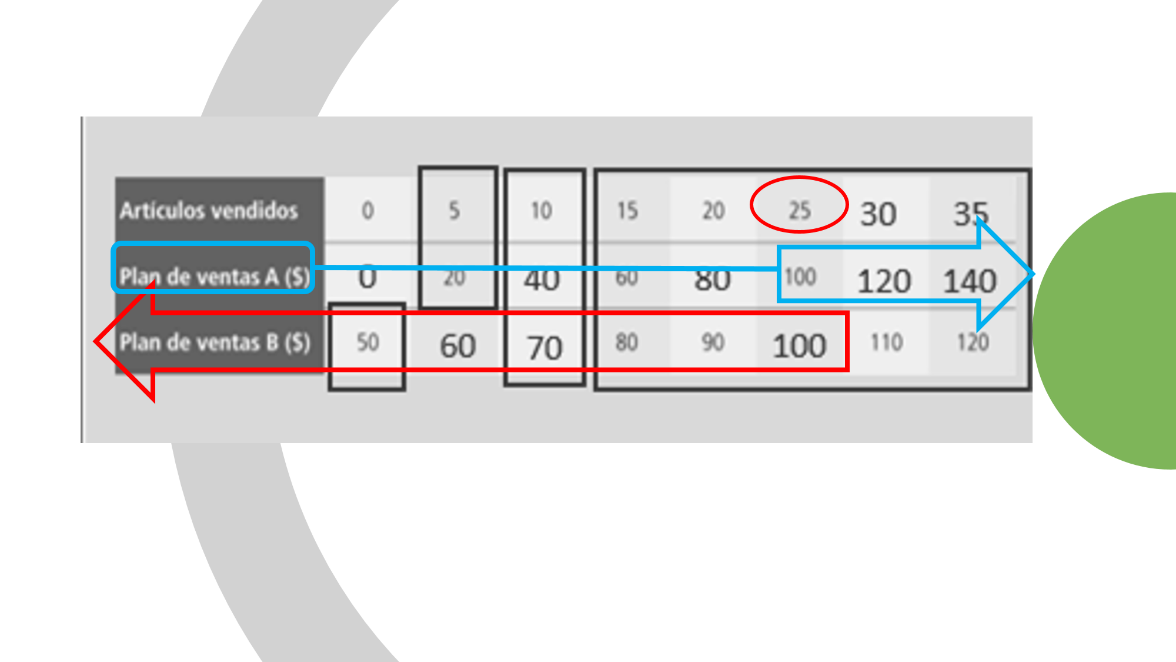 Artículos vendidos 0 5 10 15 20 25 30 35
Plan de ventas A ($) 0 20 40 60 80 100 120 140
Plan de ventas B ($) 50 60 70 80 90 100 110 120